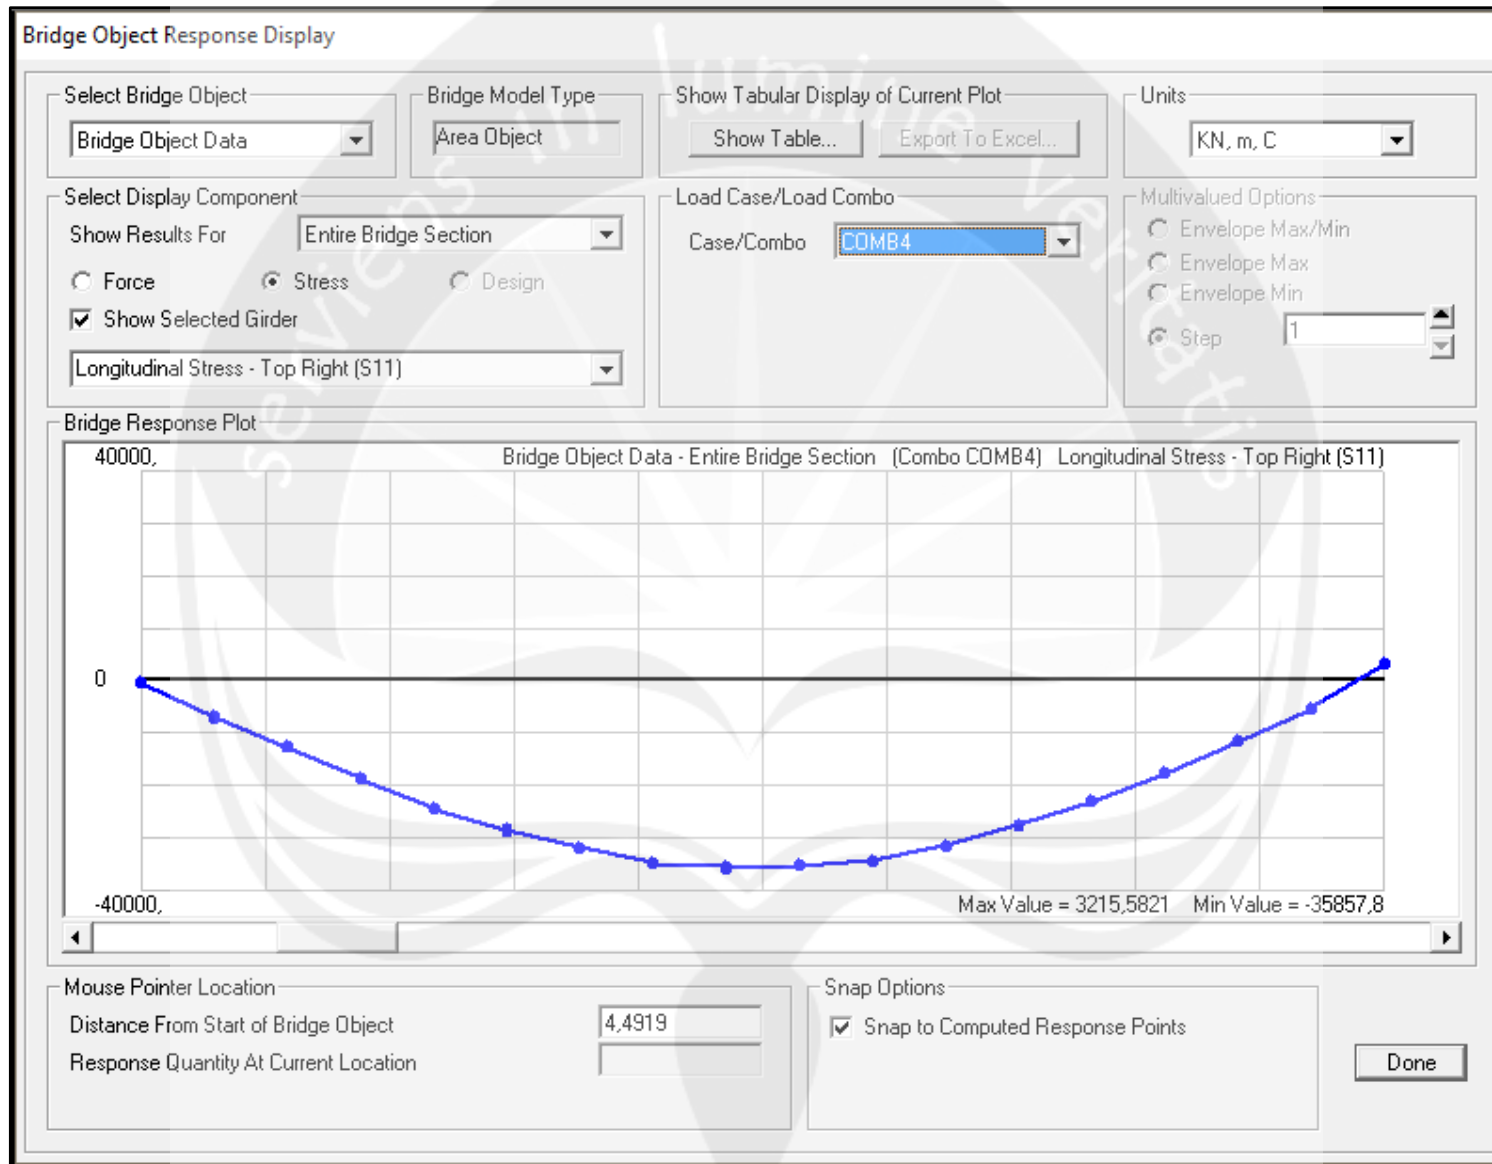 Bridge Object Response Display
Select Bridge Object
Bridge Object Data
Bridge Model Type
Area Object
Show Tabular Display of Current Plot
Show Table...
Export To Excel...
Units
KN, m, C
Select Display Component
Show Results For
Entire Bridge Section
Force
Stress
Design
Show Selected Girder
Longitudinal Stress - Top Right (S11)
Load Case/Load Combo
Case/Combo
COMB4
Multivalued Options
Envelope Max/Min
Envelope Max
Envelope Min
Step
1
Bridge Response Plot
40000,
Bridge Object Data - Entire Bridge Section (Combo COMB4) Longitudinal Stress - Top Right (S11)
0
-40000,
Max Value = 3215,5821 Min Value = -35857,8
Mouse Pointer Location
Distance From Start of Bridge Object
4,4919
Response Quantity At Current Location
Snap Options
Snap to Computed Response Points
Done
serviens in lumine veritatis